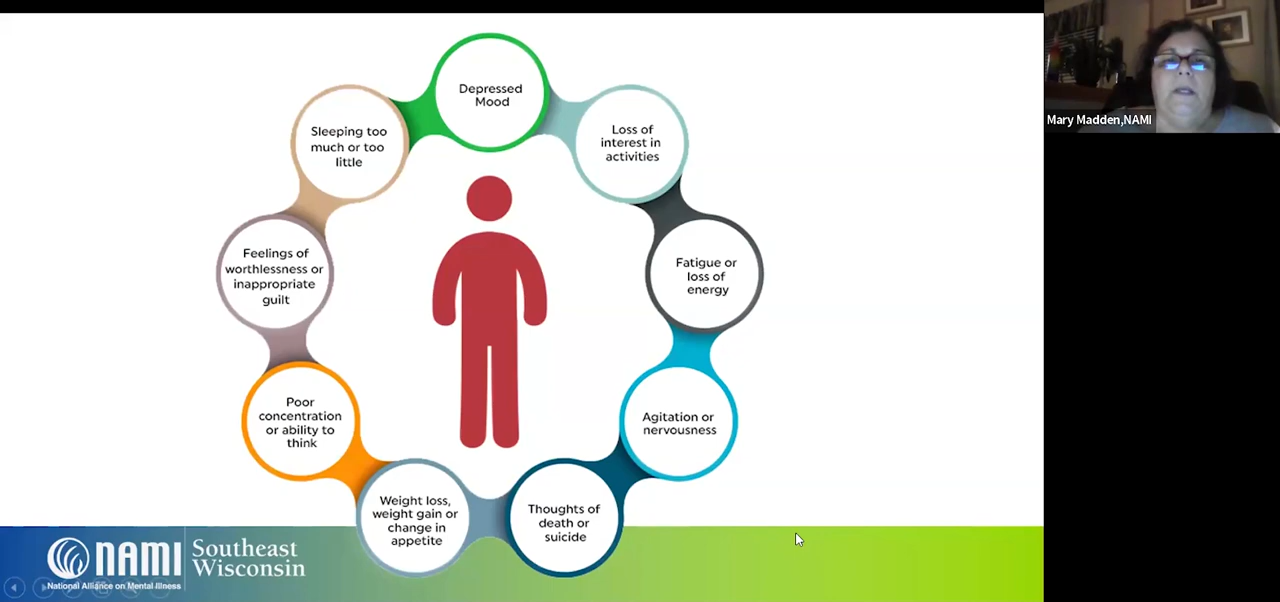 Depressed
Mood
Loss of
interest in
activities
Fatigue or
loss of
energy
Agitation or
nervousness
Thoughts of
death or
suicide
Weight loss,
weight gain or
change in
appetite
Poor
concentration
or ability to
think
Feelings of
worthlessness or
inappropriate
guilt
Sleeping too
much or too
little
NAMI
National Alliance on Mental Illness
Southeast
Wisconsin
Mary Madden,NAMI